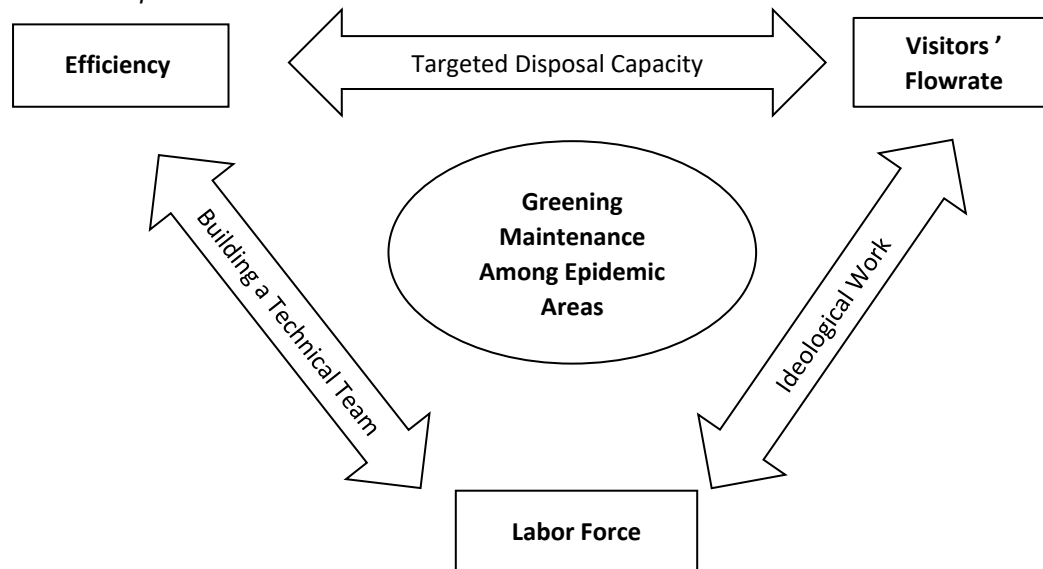 Efficiency
Targeted Disposal Capacity
Visitors ’
Flowrate
Greening
Maintenance
Among Epidemic
Areas
Building a Technical Team
Ideological Work
Labor Force